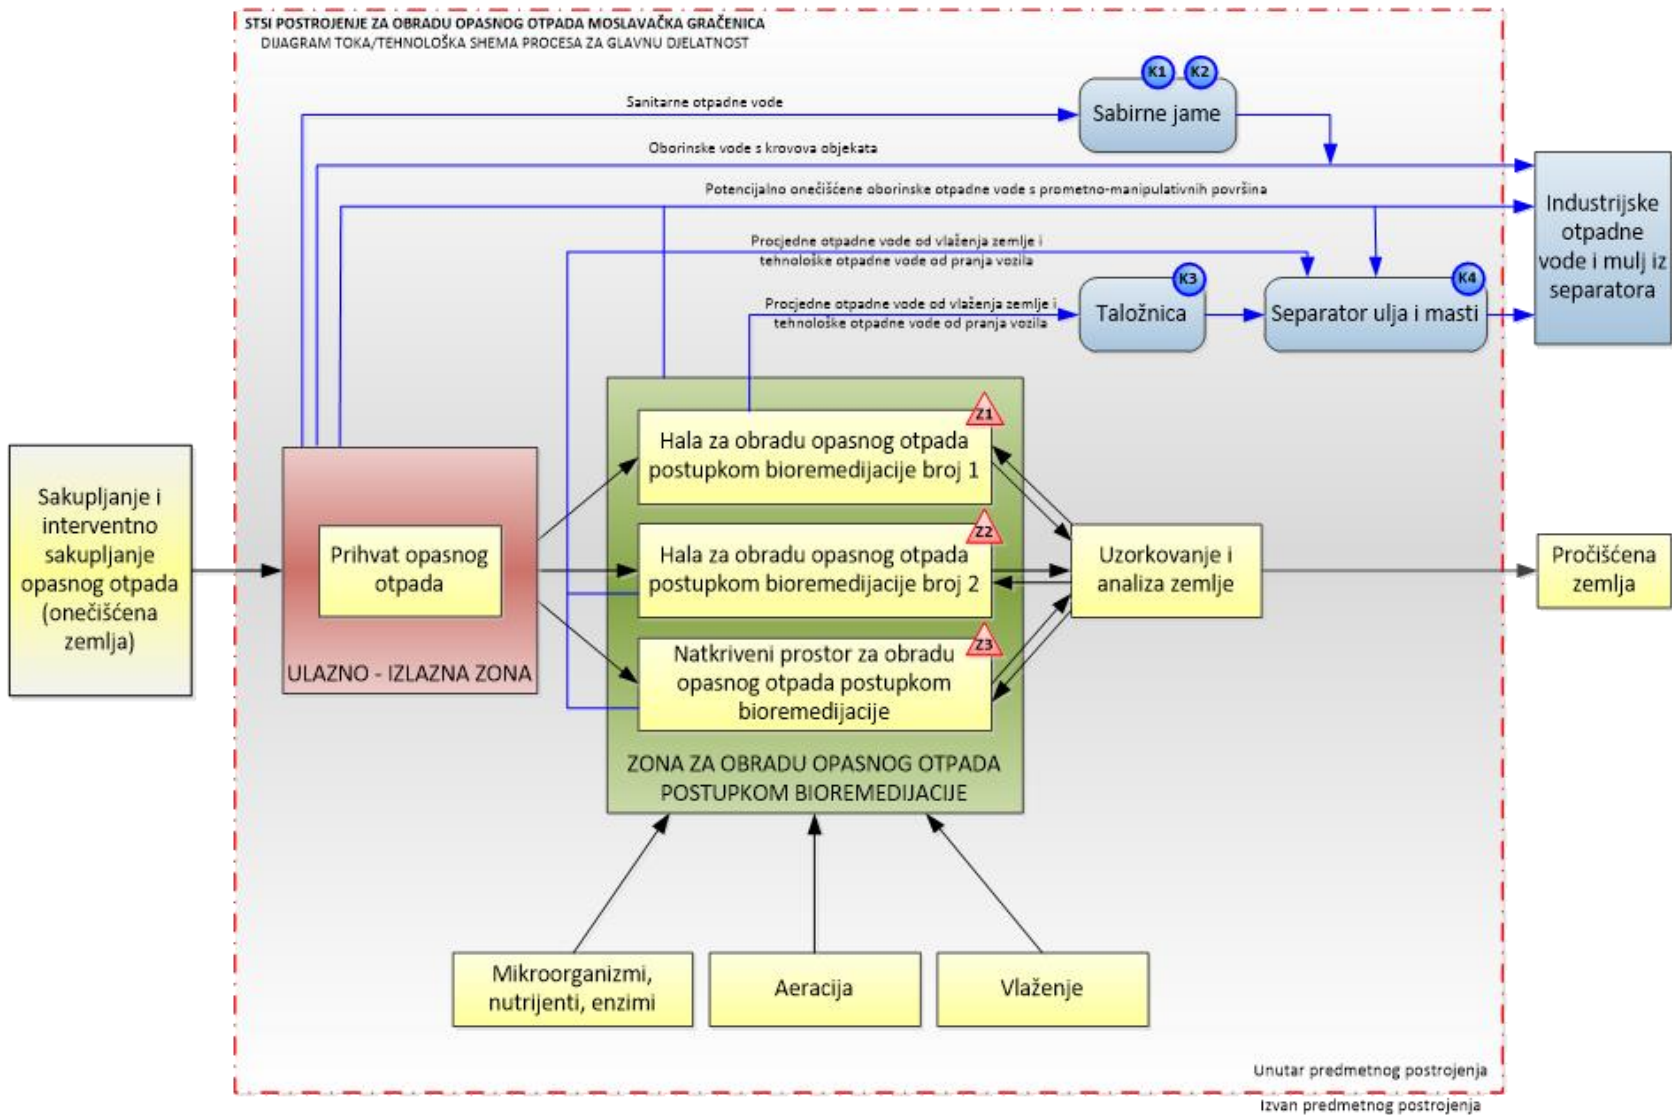 STSI POSTROJENJE ZA OBRADU OPASNOG OTPADA MOSLAVAČKA GRAČENICA
DIJAGRAM TOKA/TEHNOLOŠKA SHEMA PROCESA ZA GLAVNU DJELATNOST
K1
K2
Sanitarne otpadne vode
Sabirne jame
Oborinske vode s krovova objekata
Potencijalno onečišćene oborinske otpadne vode s prometno-manipulativnih površina
Industrijske
otpadne
vode i mulj iz
separatora
Procjedne otpadne vode od vlaženja zemlje i
tehnološke otpadne vode od pranja vozila
K3
K4
Procjedne otpadne vode od vlaženja zemlje i
tehnološke otpadne vode od pranja vozila
Taložnica
Separator ulja i masti
Z1
Hala za obradu opasnog otpada
postupkom bioremedijacije broj 1
Sakupljanje i
interventno
sakupljanje
opasnog otpada
(onečišćena
zemlja)
Prihvat opasnog
otpada
ULAZNO - IZLAZNA ZONA
Z2
Hala za obradu opasnog otpada
postupkom bioremedijacije broj 2
Uzorkovanje i
analiza zemlje
Pročišćena
zemlja
Z3
Natkriveni prostor za obradu
opasnog otpada postupkom
bioremedijacije
ZONA ZA OBRADU OPASNOG OTPADA
POSTUPKOM BIOREMEDIJACIJE
Mikroorganizmi,
nutrijenti, enzimi
Aeracija
Vlaženje
Unutar predmetnog postrojenja
Izvan predmetnog postrojenja